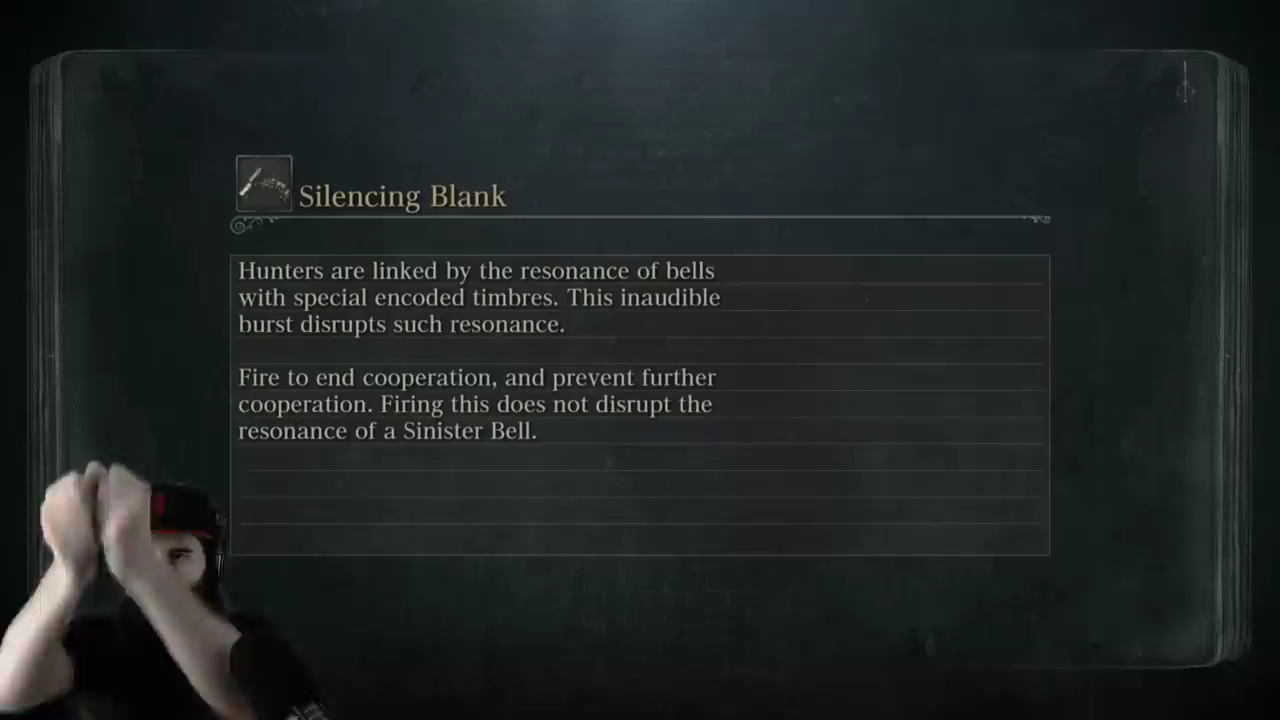 Silencing Blank
Hunters are linked by the resonance of bells
with special encoded timbres. This inaudible
burst disrupts such resonance.
Fire to end cooperation, and prevent further
cooperation. Firing this does not disrupt the
resonance of a Sinister Bell.